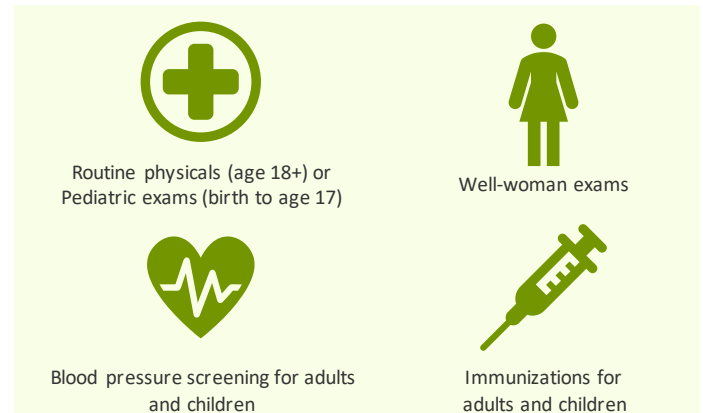 Routine physicals (age 18+) or
Pediatric exams (birth to age 17)
Well-woman exams
Blood pressure screening for adults
and children
Immunizations for
adults and children